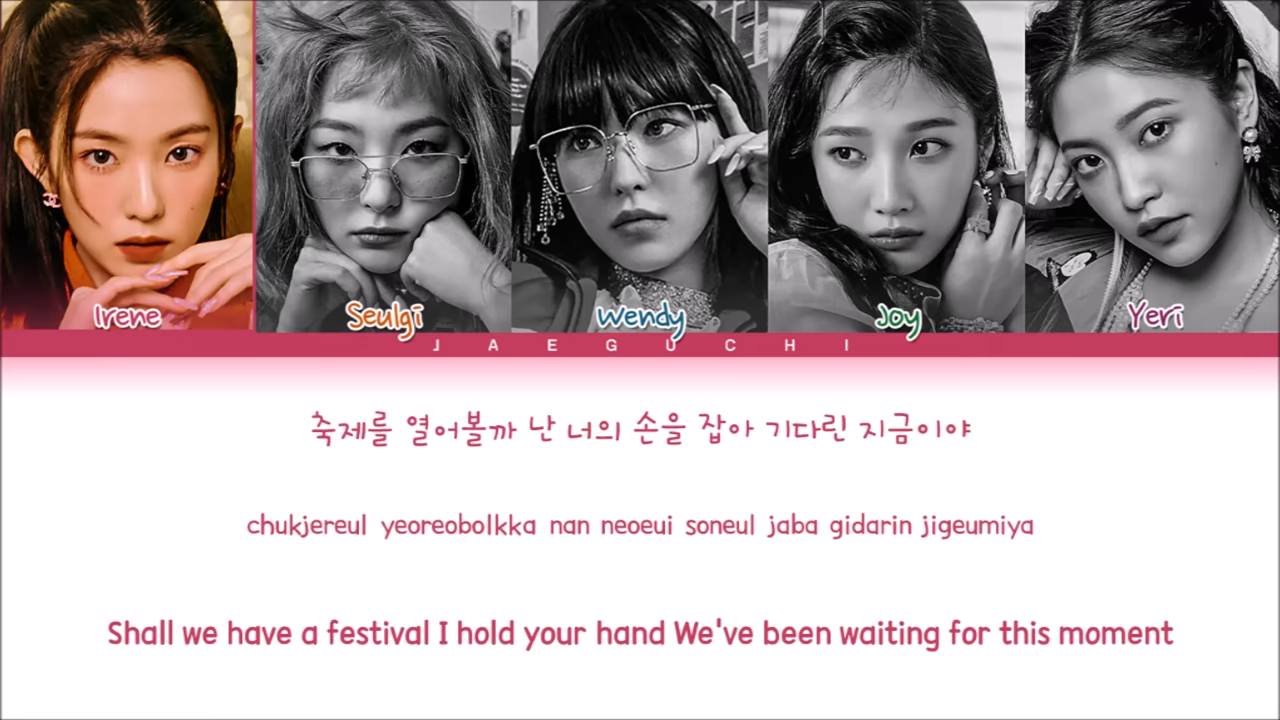 Irene Seulgi Wendy Joy Yeri
JAEGUCHI
축제를 열어볼까 난 너의 손을 잡아 기다린 지금이야
chukjereul yeoreobolkka nan neoeui soneul jaba gidarin jigeumiya
Shall we have a festival I hold your hand We've been waiting for this moment